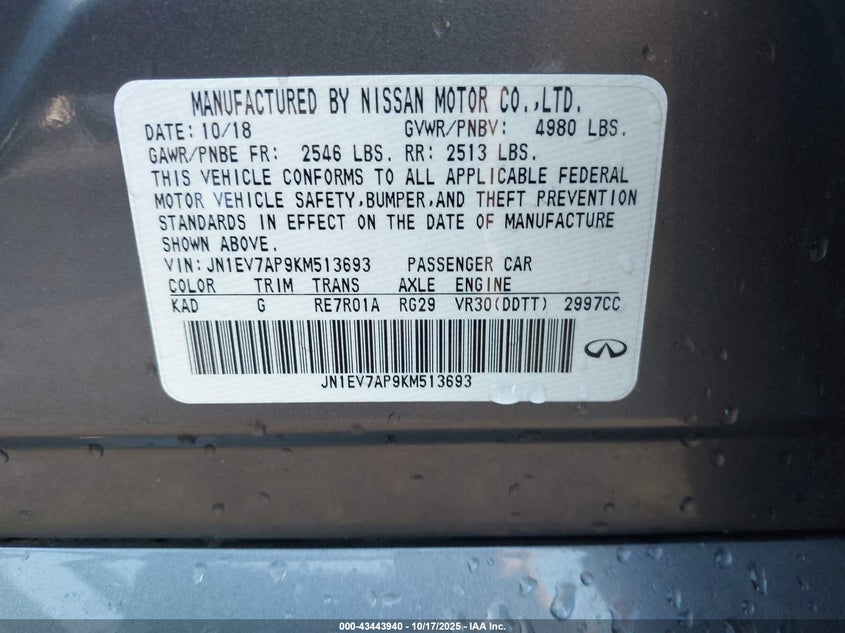 MANUFACTURED BY NISSAN MOTOR CO.,LTD.
DATE: 10/18 GVWR/PNBV: 4980 LBS.
GAWR/PNBE FR: 2546 LBS. RR: 2513 LBS.
THIS VEHICLE CONFORMS TO ALL APPLICABLE FEDERAL
MOTOR VEHICLE SAFETY,BUMPER,AND THEFT PREVENTION
STANDARDS IN EFFECT ON THE DATE OF MANUFACTURE
SHOWN ABOVE.
VIN: JN1EV7AP9KM513693 PASSENGER CAR
COLOR TRIM TRANS AXLE ENGINE
KAD G RE7R01A RG29 VR30(DDTT) 2997CC
JN1EV7AP9KM513693
000-43443940 - 10/17/2025 - IAA Inc.